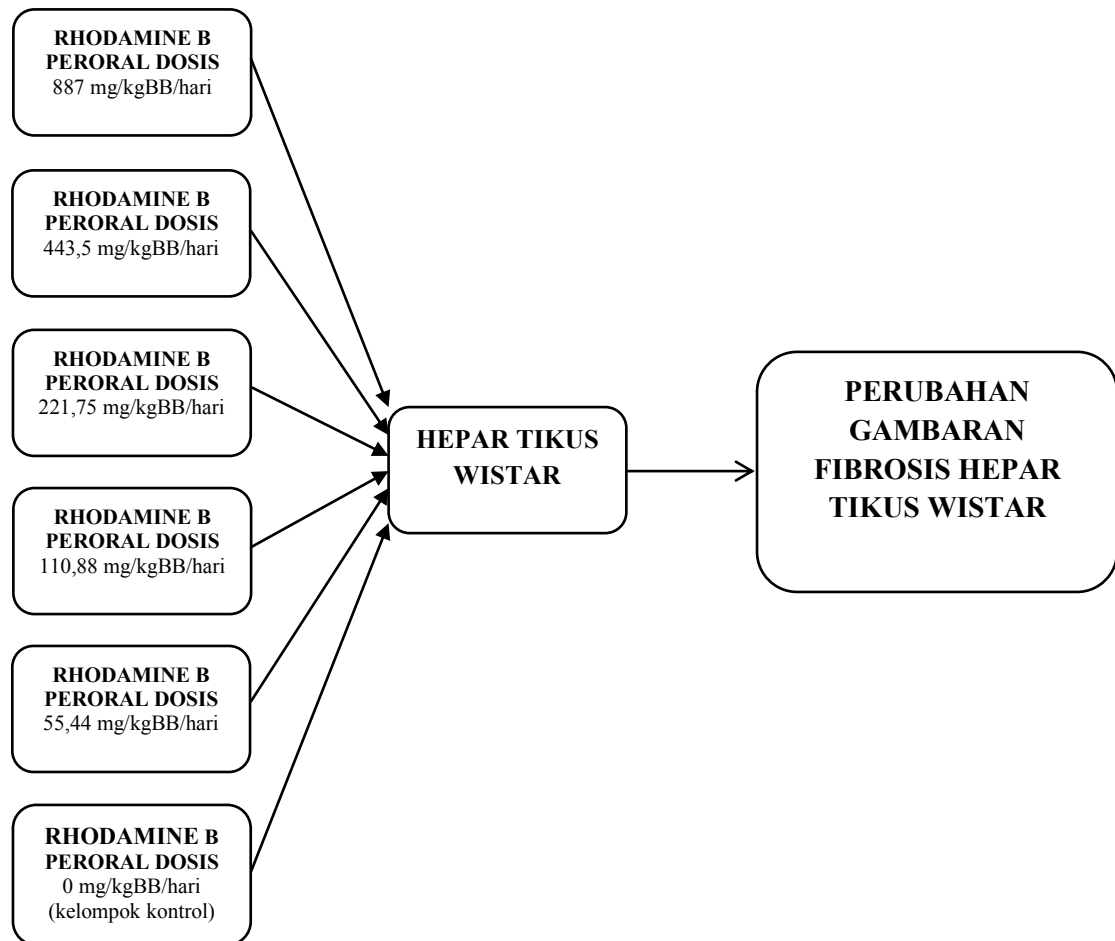 RHODAMINE B
PERORAL DOSIS
887 mg/kgBB/hari
RHODAMINE B
PERORAL DOSIS
443,5 mg/kgBB/hari
RHODAMINE B
PERORAL DOSIS
221,75 mg/kgBB/hari
RHODAMINE B
PERORAL DOSIS
110,88 mg/kgBB/hari
RHODAMINE B
PERORAL DOSIS
55,44 mg/kgBB/hari
RHODAMINE B
PERORAL DOSIS
0 mg/kgBB/hari
(kelompok kontrol)
HEPAR TIKUS
WISTAR
PERUBAHAN
GAMBARAN
FIBROSIS HEPAR
TIKUS WISTAR